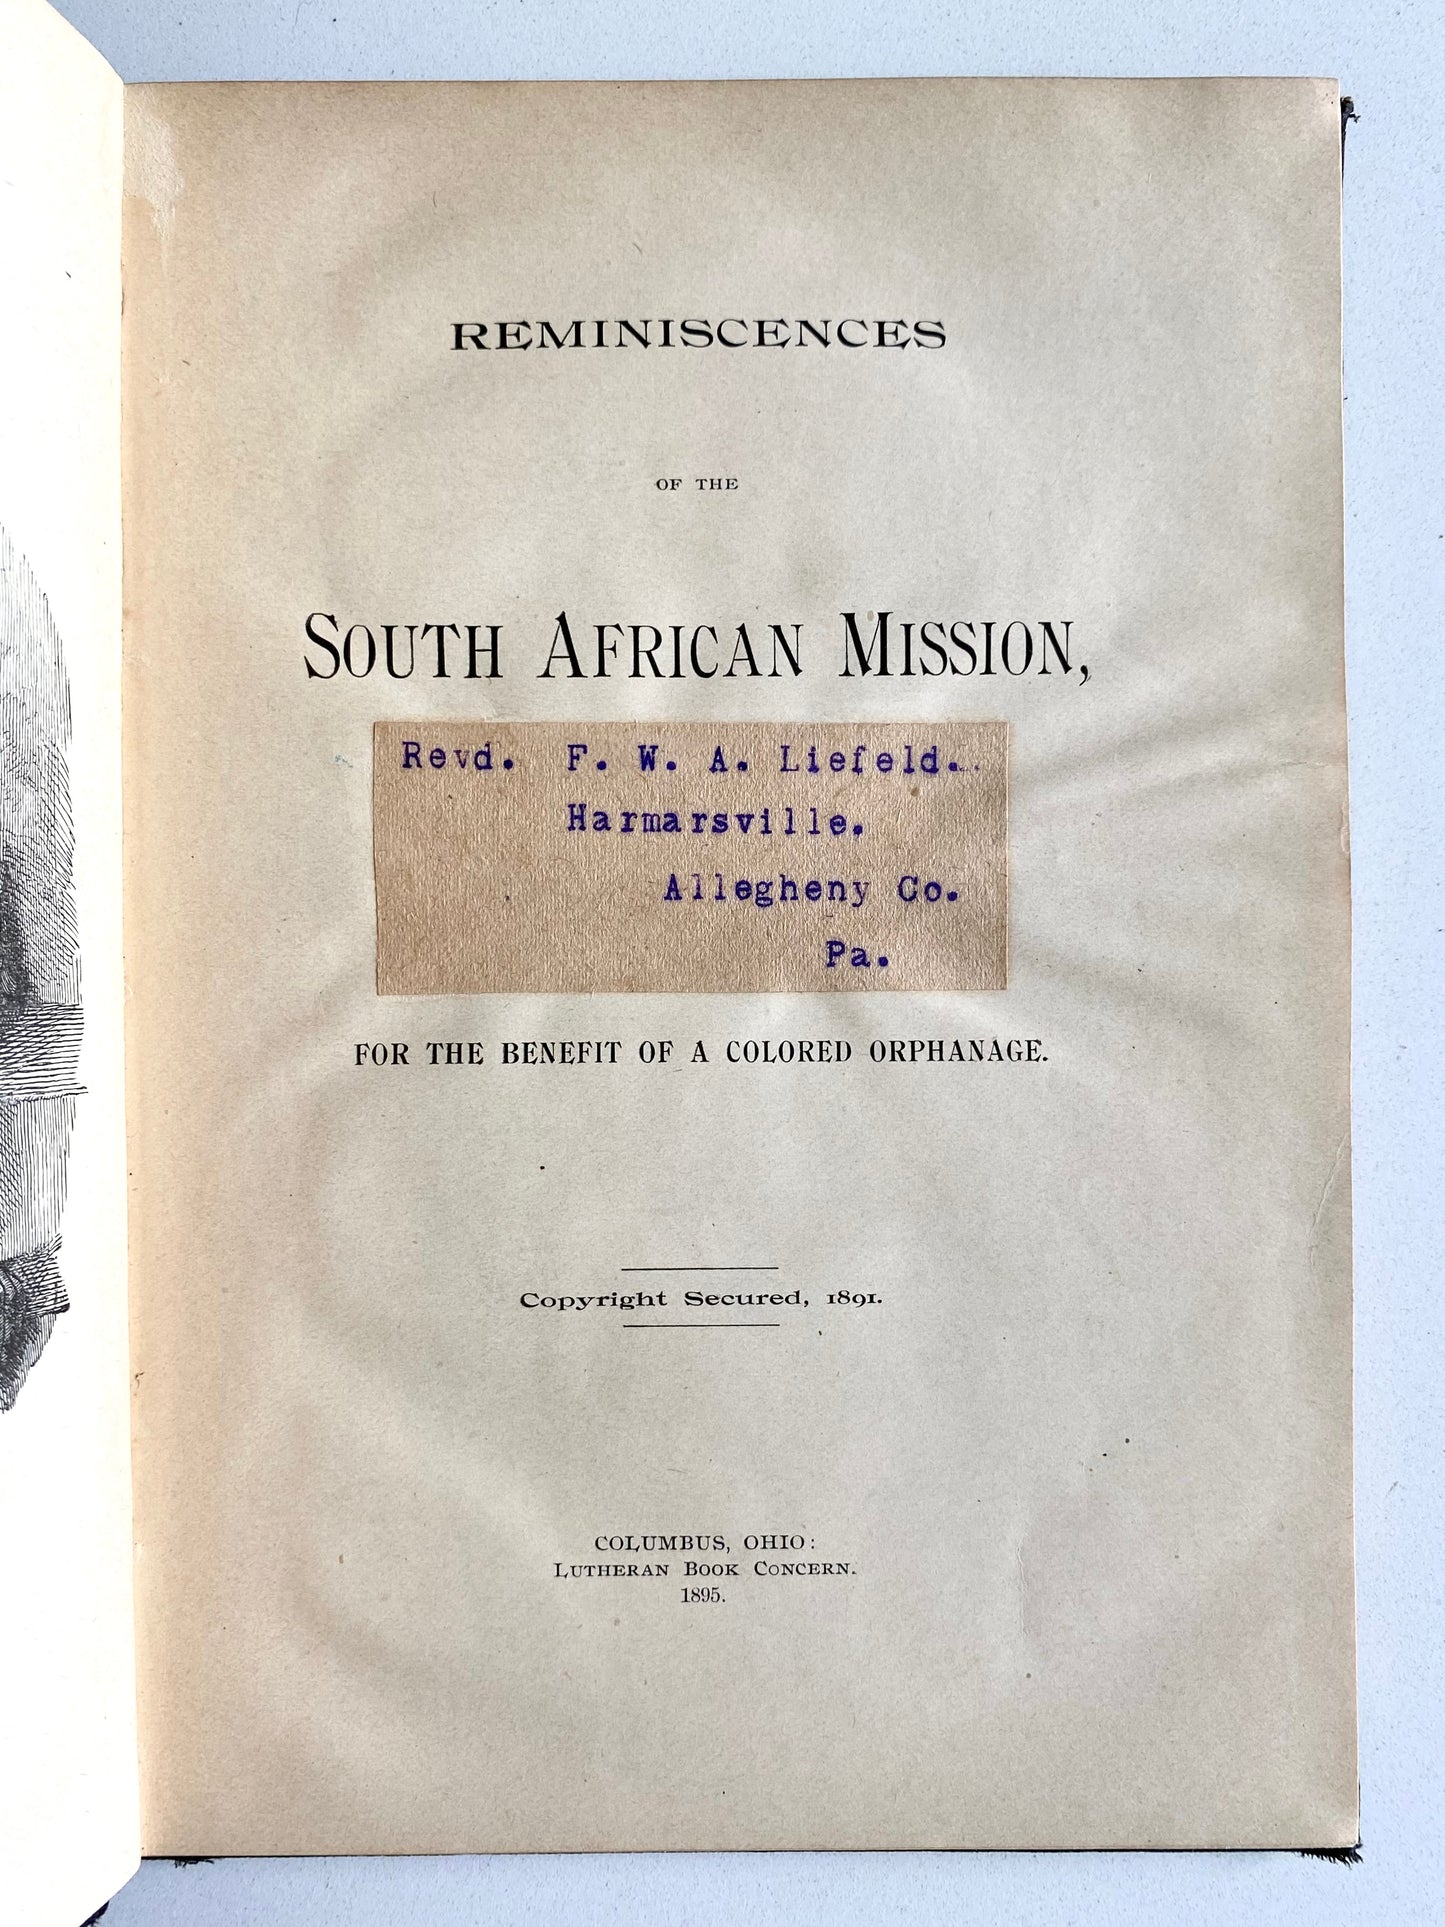 REMINISCENCES
OF THE
SOUTH AFRICAN MISSION,
Revd. F. W. A. Liefeld.
Harmarsville.
Allegheny Co.
Pa.
FOR THE BENEFIT OF A COLORED ORPHANAGE.
Copyright Secured, 1891.
COLUMBUS, OHIO:
LUTHERAN BOOK CONCERN.
1895.